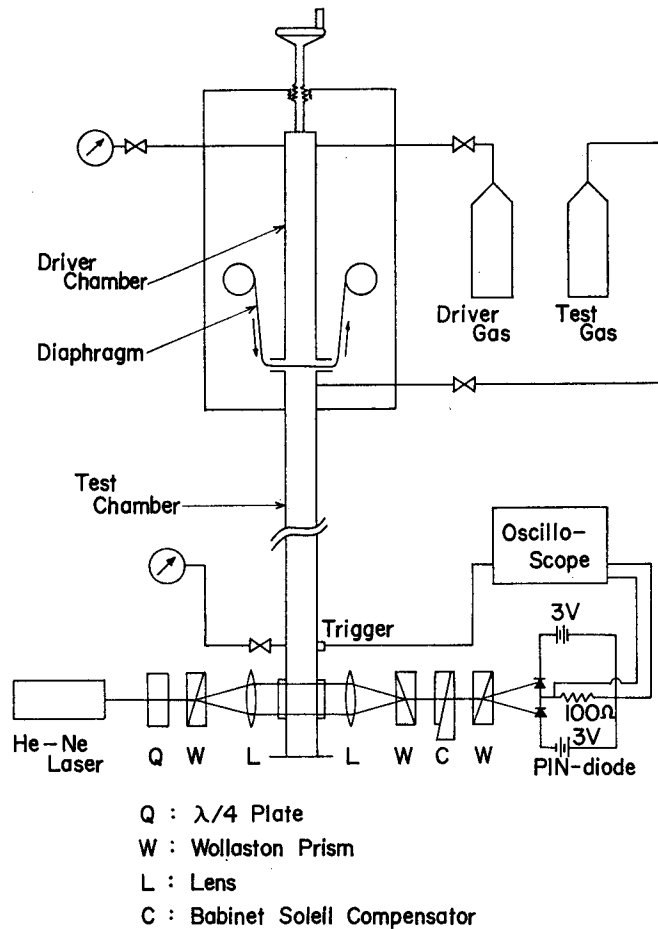 Driver
Chamber
Diaphragm
Driver
Gas
Test
Gas
Test
Chamber
Oscillo-
Scope
Trigger
3V
100Ω
3V
PIN-diode
He-Ne
Laser
Q W L L W C W
Q : λ/4 Plate
W : Wollaston Prism
L : Lens
C : Babinet Soleil Compensator